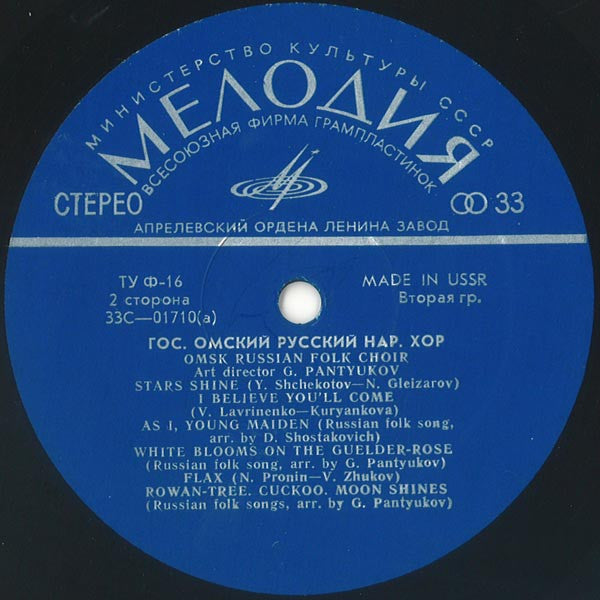 МИНИСТЕРСТВО КУЛЬТУРЫ СССР
МЕЛОДИЯ
ВСЕСОЮЗНАЯ ФИРМА ГРАМПЛАСТИНОК
СТЕРЕО
33
АПРЕЛЕВСКИЙ ОРДЕНА ЛЕНИНА ЗАВОД
ТУ Ф-16
MADE IN USSR
2 сторона
Вторая гр.
33С—01710(а)
ГОС. ОМСКИЙ РУССКИЙ НАР. ХОР
OMSK RUSSIAN FOLK CHOIR
Art director G. PANTYUKOV
STARS SHINE (Y. Shchekotov—N. Gleizarov)
I BELIEVE YOU'LL COME
(V. Lavrinenko—Kuryankova)
AS I, YOUNG MAIDEN (Russian folk song,
arr. by D. Shostakovich)
WHITE BLOOMS ON THE GUELDER-ROSE
(Russian folk song, arr. by G. Pantyukov)
FLAX (N. Pronin—V. Zhukov)
ROWAN-TREE. CUCKOO. MOON SHINES
(Russian folk songs, arr. by G. Pantyukov)